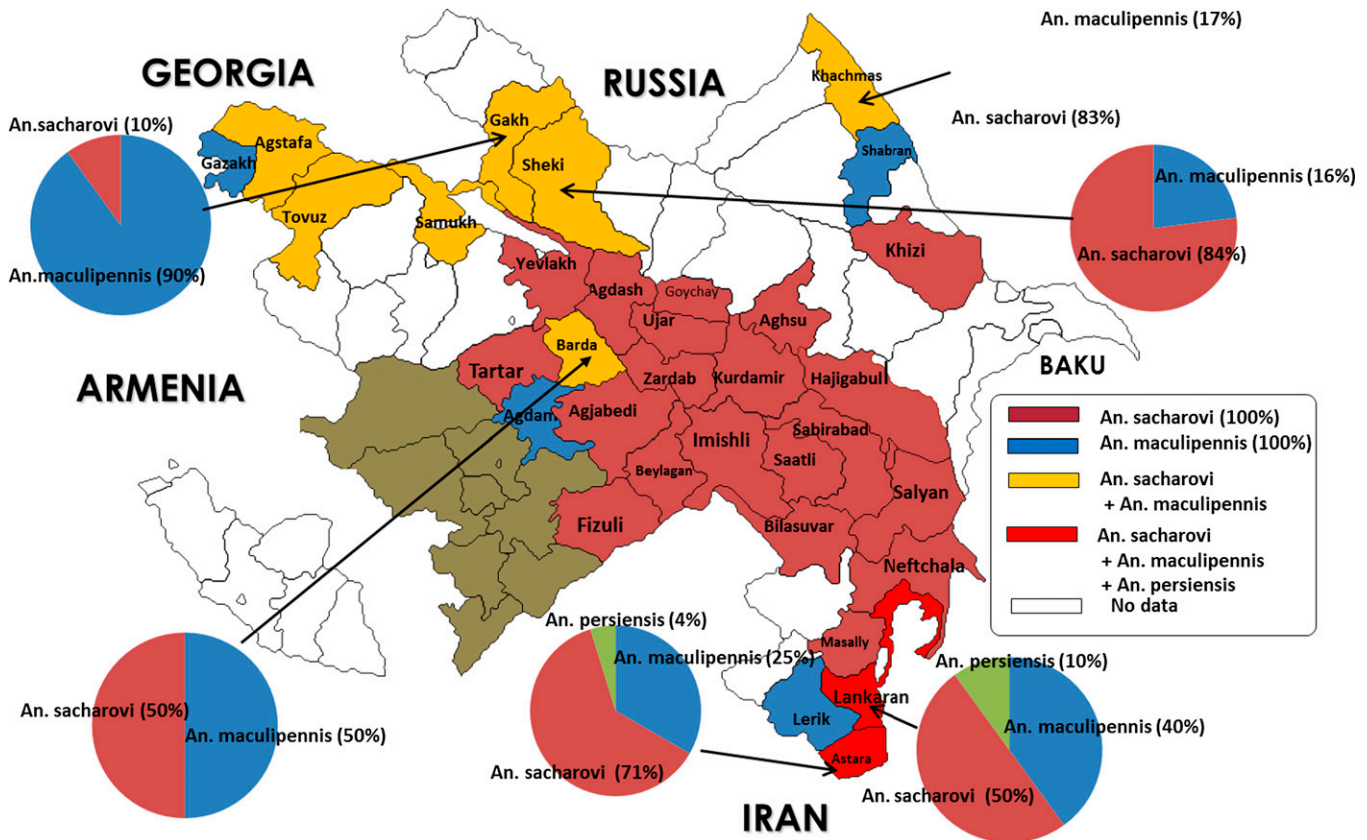 An. maculipennis (17%)
GEORGIA
RUSSIA
Khachmas
An. sacharovi (83%)
An.sacharovi (10%)
Gakh
Agstafa
Gazakh
Sheki
Shabran
An. maculipennis (16%)
Tovuz
Samukh
An.maculipennis (90%)
Khizi
An. sacharovi (84%)
Yevlakh
Agdash
Goychay
Ujar
Aghsu
Barda
BAKU
Tartar
Zardab
Kurdamir
Hajigabull
ARMENIA
Agdam
Agjabedi
An. sacharovi (100%)
Imishli
Sabirabad
An. maculipennis (100%)
Beylagan
Saatli
An. sacharovi
+ An. maculipennis
Salyan
Fizuli
Bilasuvar
An. sacharovi
+ An. maculipennis
+ An. persiensis
Neftchala
No data
An. persiensis (4%)
Masally
An. maculipennis (25%)
An. persiensis (10%)
Lankaran
Lerik
An. sacharovi (50%)
An. maculipennis (50%)
An. maculipennis
(40%)
Astara
An. sacharovi (71%)
An. sacharovi (50%)
IRAN